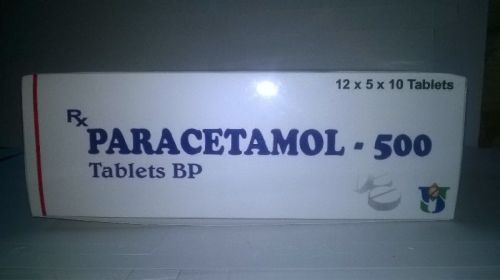 12 x 5 x 10 Tablets
Rx
PARACETAMOL - 500
Tablets BP